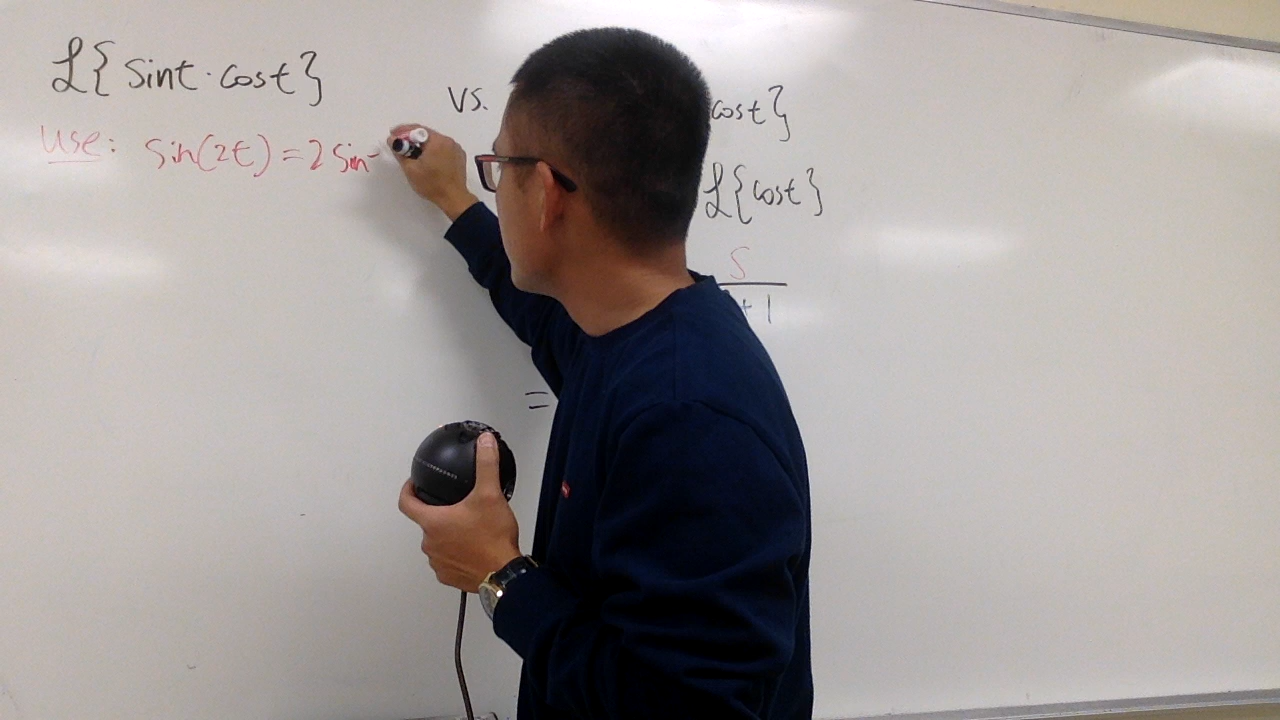 ℒ{sint·cost}
vs.
cost}
use: sin(2t)=2 sin
ℒ{cost}
s
+1
=